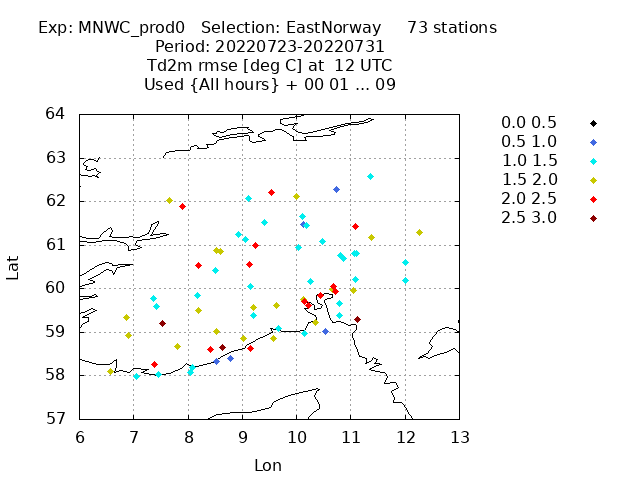 Exp: MNWC_prod0 Selection: EastNorway 73 stations
Period: 20220723-20220731
Td2m rmse [deg C] at 12 UTC
Used {All hours} + 00 01 ... 09
64
63
62
61
60
59
58
57
Lat
6 7 8 9 10 11 12 13
Lon
0.0 0.5
0.5 1.0
1.0 1.5
1.5 2.0
2.0 2.5
2.5 3.0